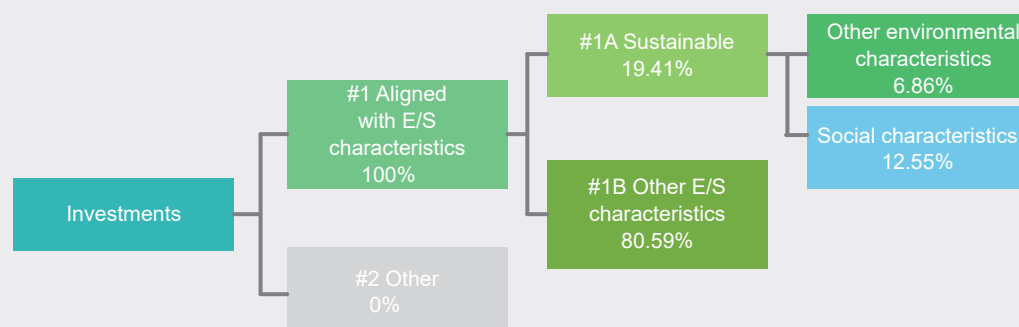 Investments
#1 Aligned
with E/S
characteristics
100%
#2 Other
0%
#1A Sustainable
19.41%
#1B Other E/S
characteristics
80.59%
Other environmental
characteristics
6.86%
Social characteristics
12.55%